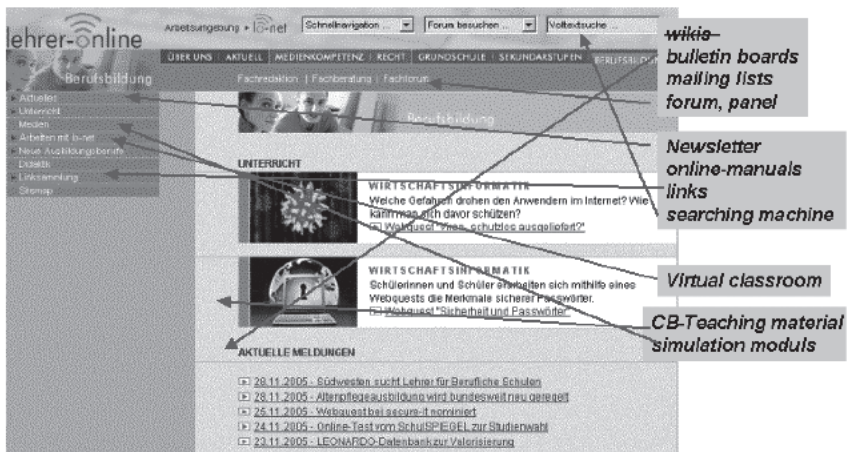 lehrer-online
Arbeitsumgebung lo-net
Schnellnavigation ...
Forum besuchen ...
Volltextsuche ...
ÜBER UNS | AKTUELL | MEDIENKOMPETENZ | RECHT | GRUNDSCHULE | SEKUNDARSTUFEN | BERUFSBILDUN
Berufsbildung
Fachredaktion | Fachberatung | Fachforum
Aktuelles
Unterricht
Medien
Arbeiten mit lo-net
Neue Ausbildungsberufe
Didaktik
Linksammlung
Sitemap
Berufsbildung
UNTERRICHT
WIRTSCHAFTSINFORMATIK
Welche Gefahren drohen den Anwendern im Internet? Wie
kann man sich davor schützen?
Webquest "Viren, schutzlos ausgeliefert?"
WIRTSCHAFTSINFORMATIK
Schülerinnen und Schüler erarbeiten sich mithilfe eines
Webquests die Merkmale sicherer Passwörter.
Webquest "Sicherheit und Passwörter"
AKTUELLE MELDUNGEN
28.11.2005 - Südwesten sucht Lehrer für Berufliche Schulen
28.11.2005 - Altenpflegeausbildung wird bundesweit neu geregelt
25.11.2005 - Webquest bei secure-it nominiert
24.11.2005 - Online-Test vom SchulSPIEGEL zur Studienwahl
23.11.2005 - LEONARDO-Datenbank zur Valorisierung
wikis
bulletin boards
mailing lists
forum, panel
Newsletter
online-manuals
links
searching machine
Virtual classroom
CB-Teaching material
simulation moduls